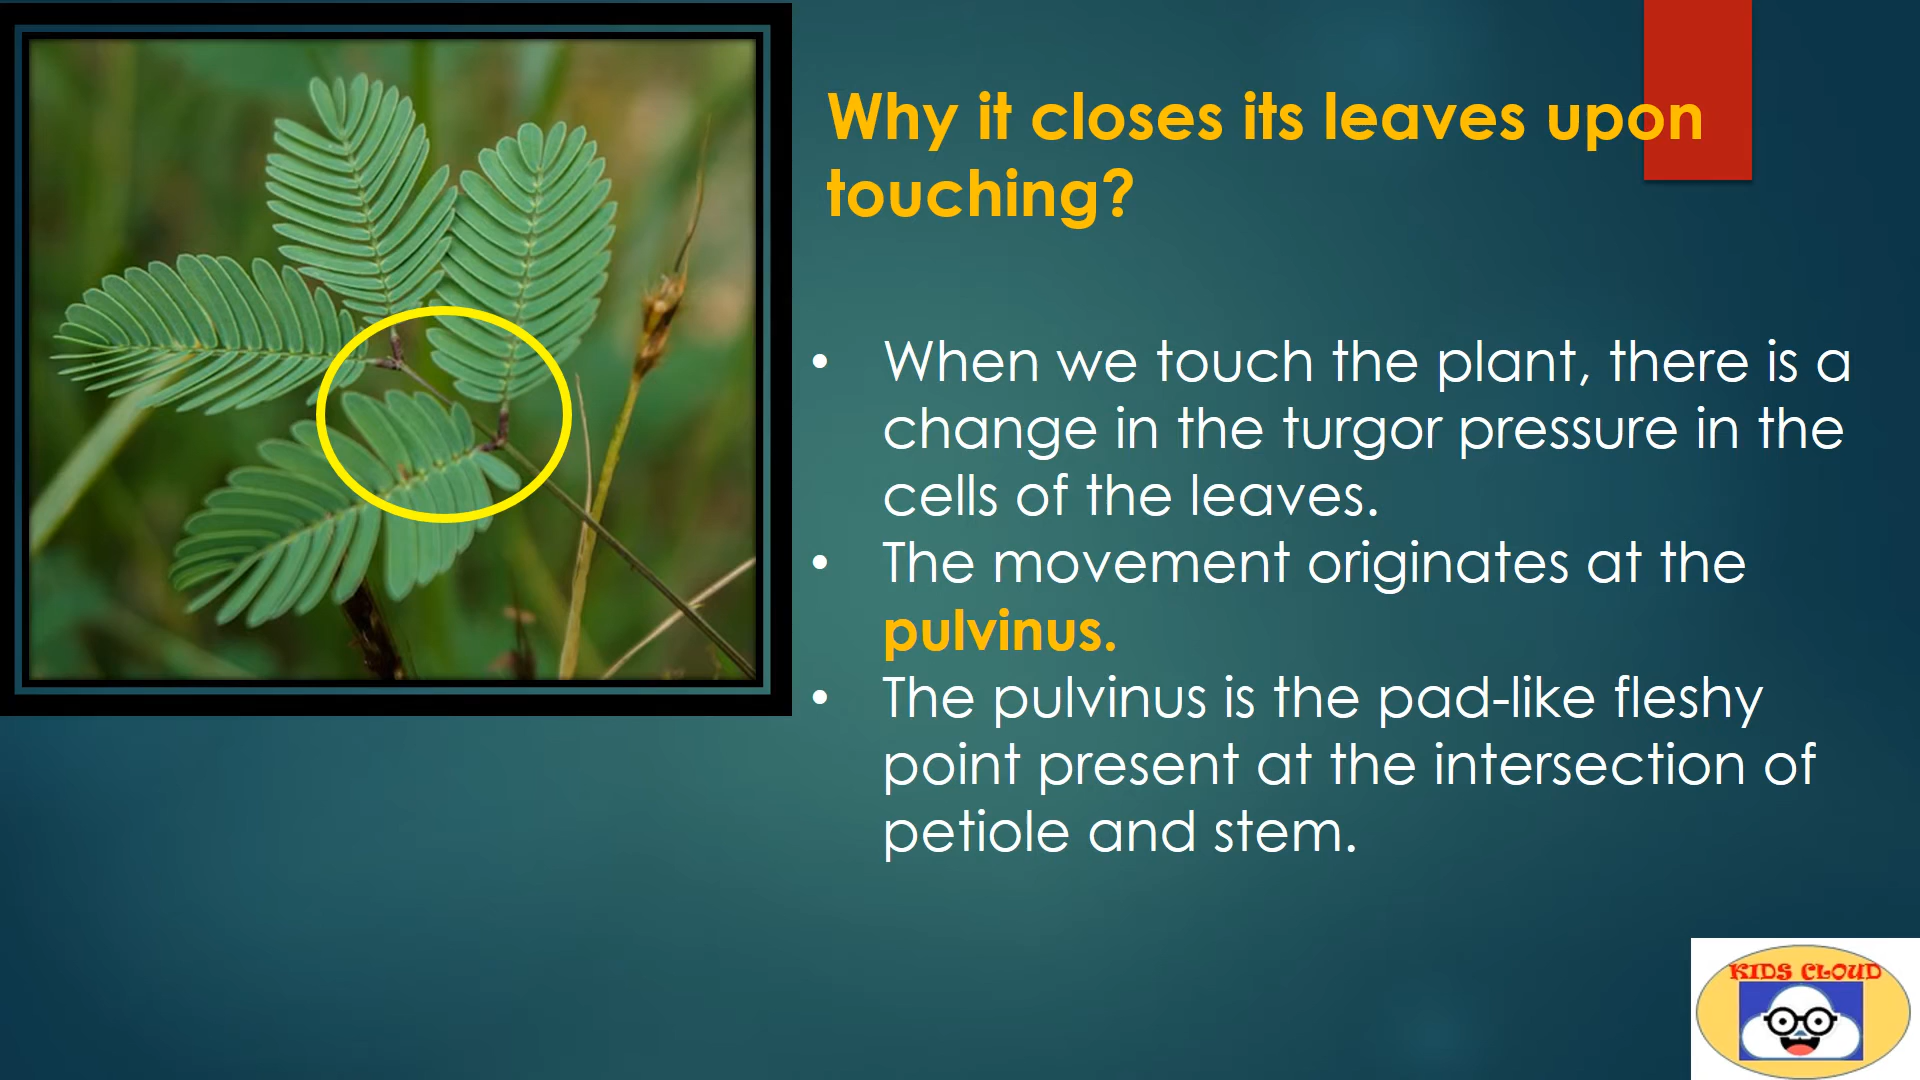 Why it closes its leaves upon
touching?
• When we touch the plant, there is a
change in the turgor pressure in the
cells of the leaves.
• The movement originates at the
pulvinus.
• The pulvinus is the pad-like fleshy
point present at the intersection of
petiole and stem.
KIDS CLOUD